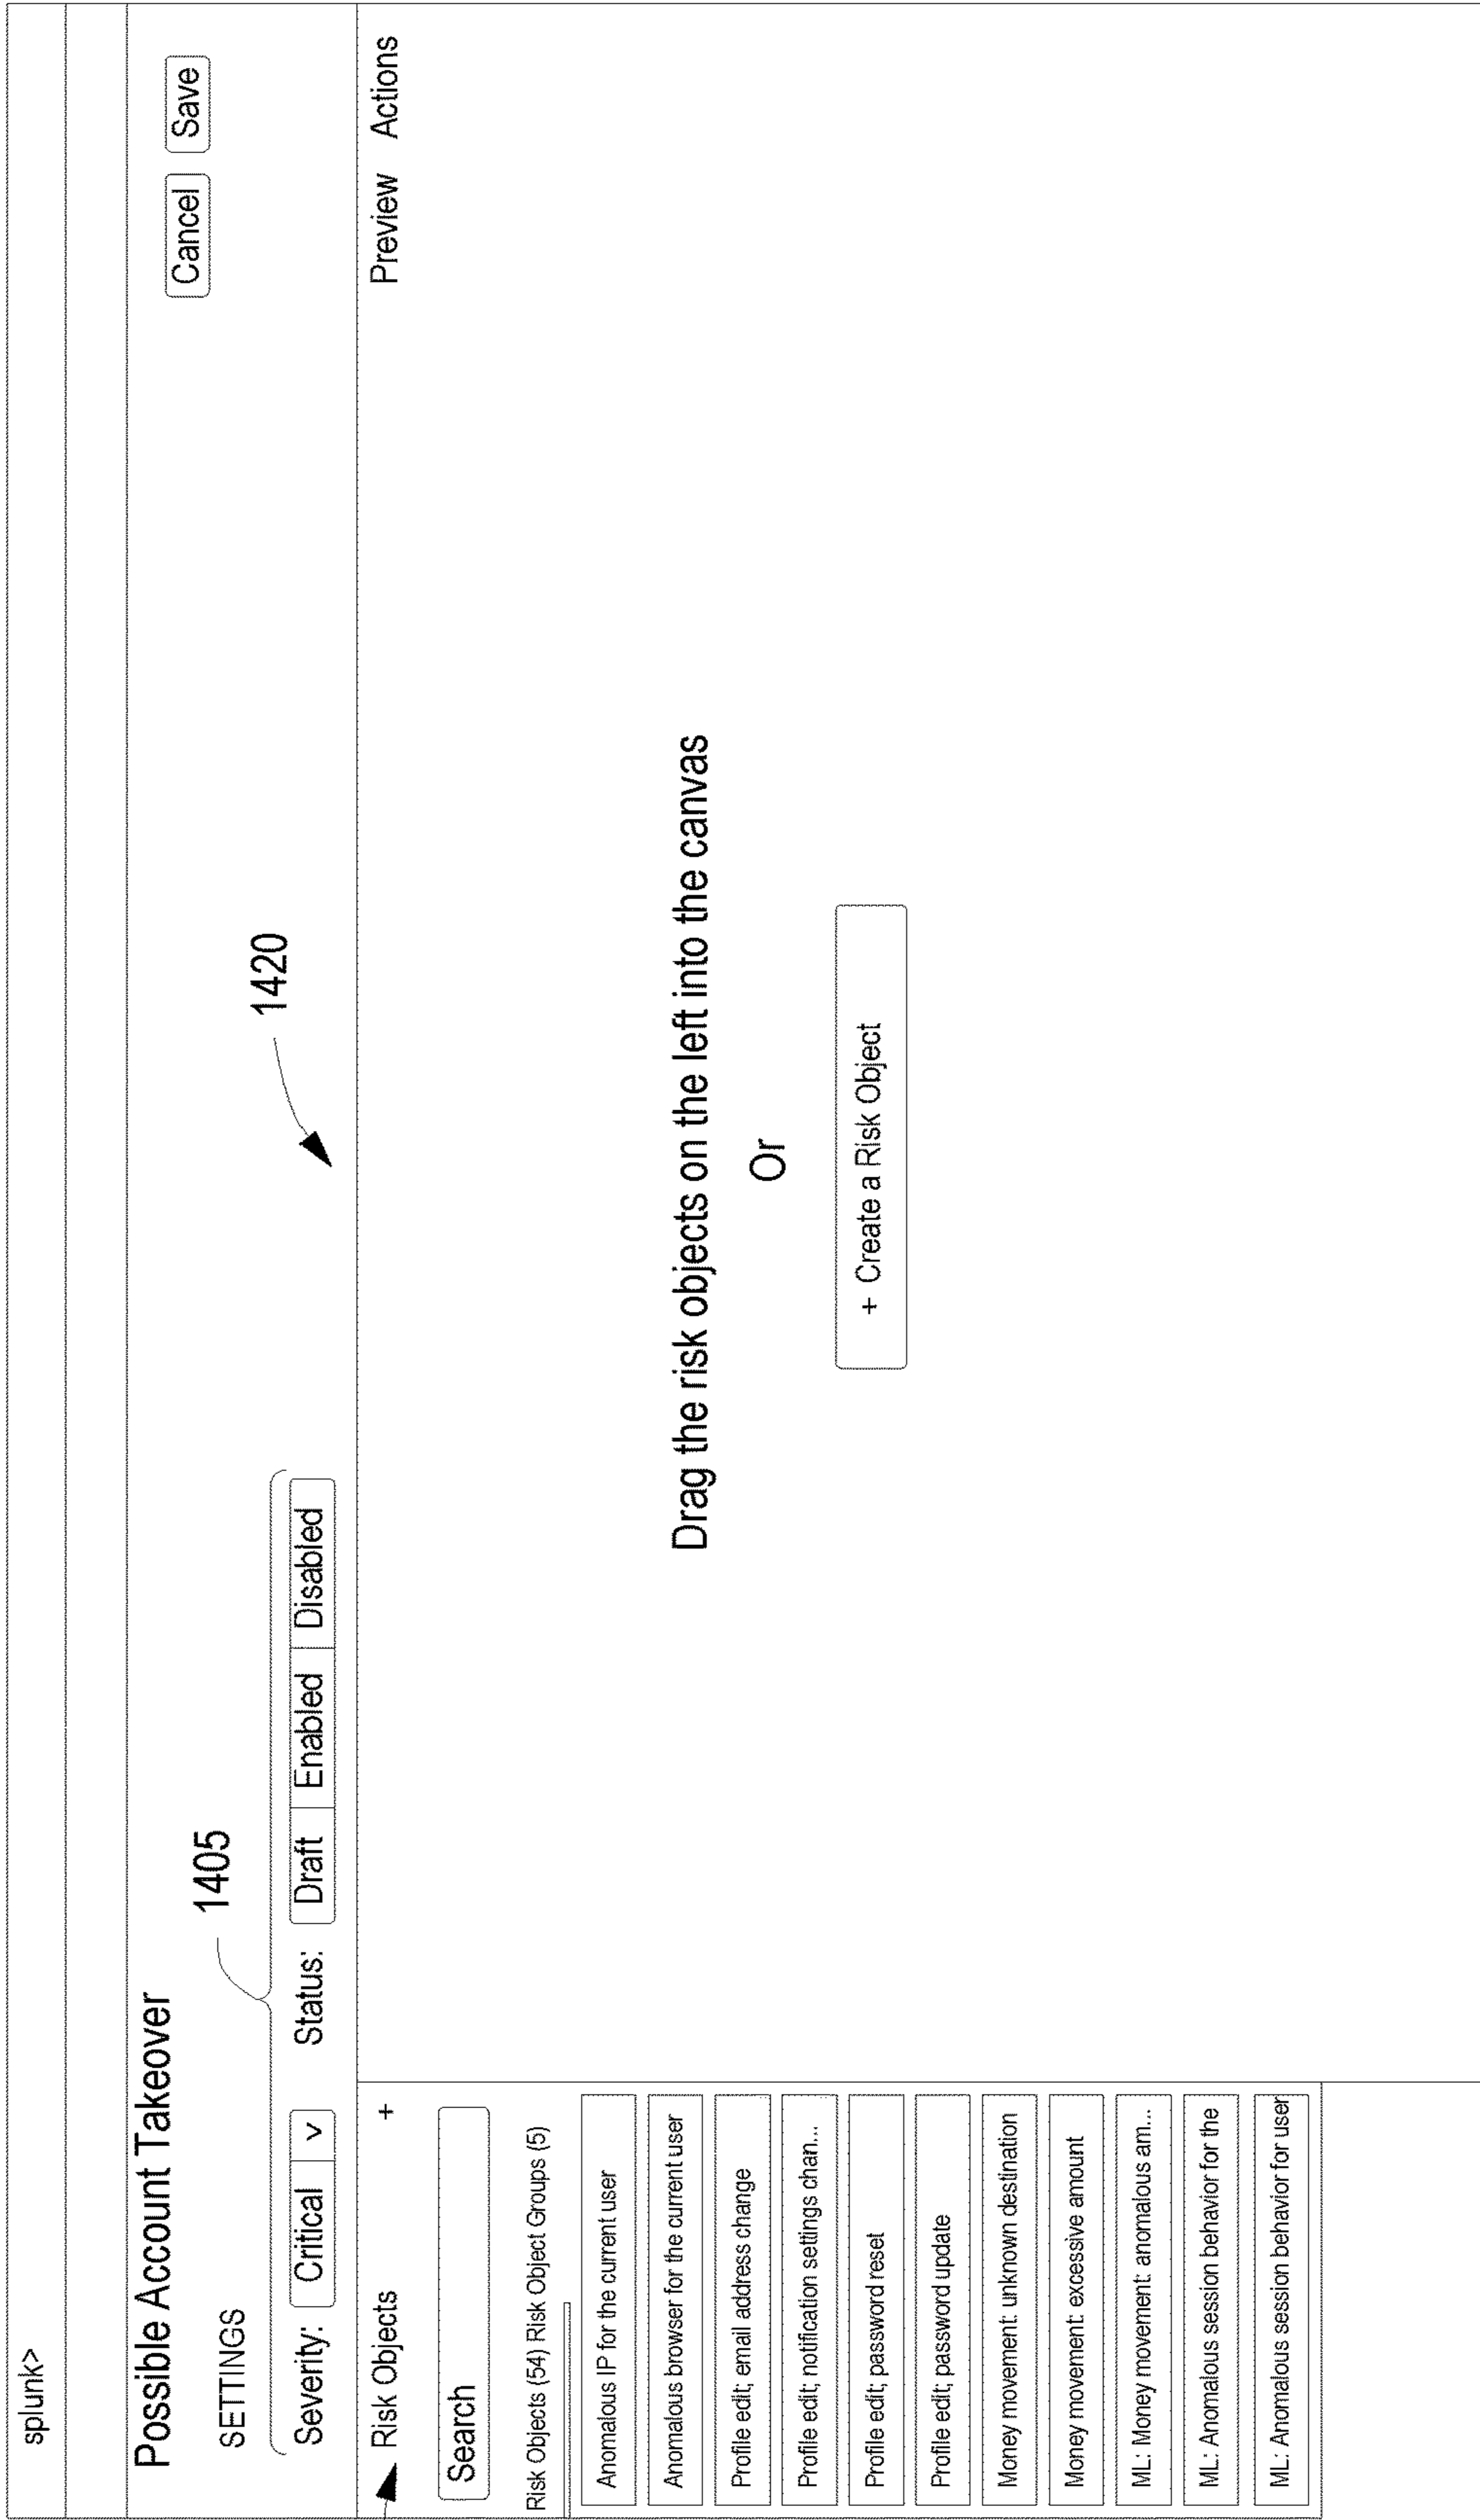 splunk>
Possible Account Takeover
Cancel Save
SETTINGS
1405
1420
Severity: Critical v Status: Draft Enabled Disabled
Risk Objects +
Preview Actions
Search
Risk Objects (54) Risk Object Groups (5)
Anomalous IP for the current user
Anomalous browser for the current user
Profile edit; email address change
Profile edit; notification settings chan...
Profile edit; password reset
Profile edit; password update
Money movement: unknown destination
Money movement: excessive amount
ML: Money movement: anomalous am...
ML: Anomalous session behavior for the
ML: Anomalous session behavior for user
Drag the risk objects on the left into the canvas
Or
+ Create a Risk Object